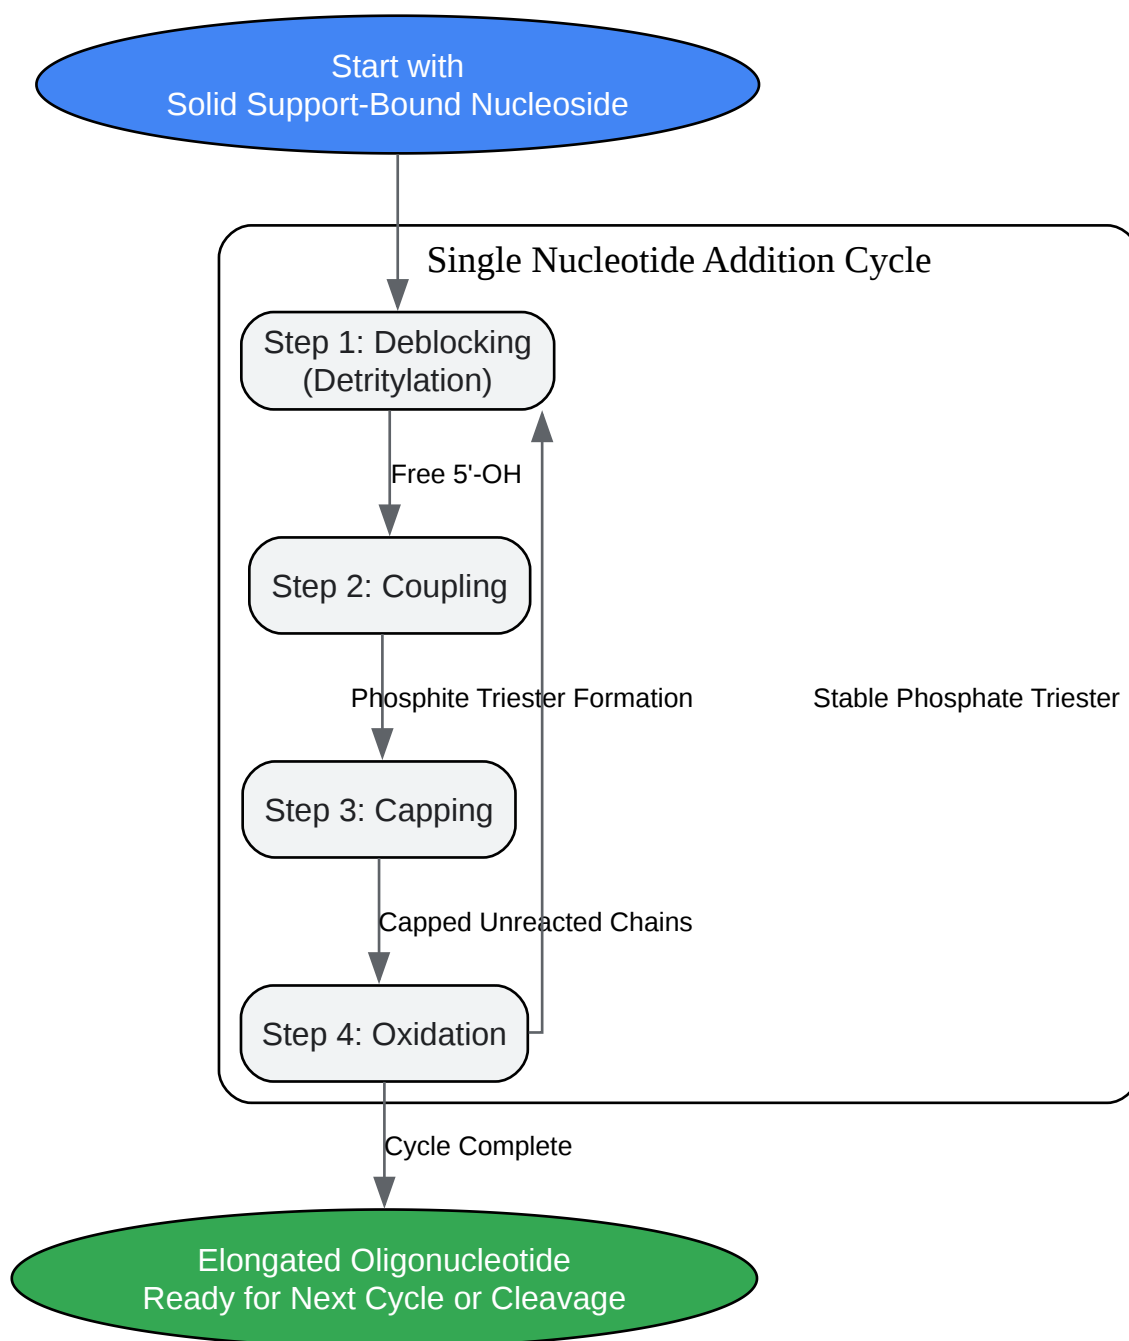 Start with
Solid Support-Bound Nucleoside
Single Nucleotide Addition Cycle
Step 1: Deblocking
(Detritylation)
Free 5'-OH
Step 2: Coupling
Phosphite Triester Formation
Stable Phosphate Triester
Step 3: Capping
Capped Unreacted Chains
Step 4: Oxidation
Cycle Complete
Elongated Oligonucleotide
Ready for Next Cycle or Cleavage